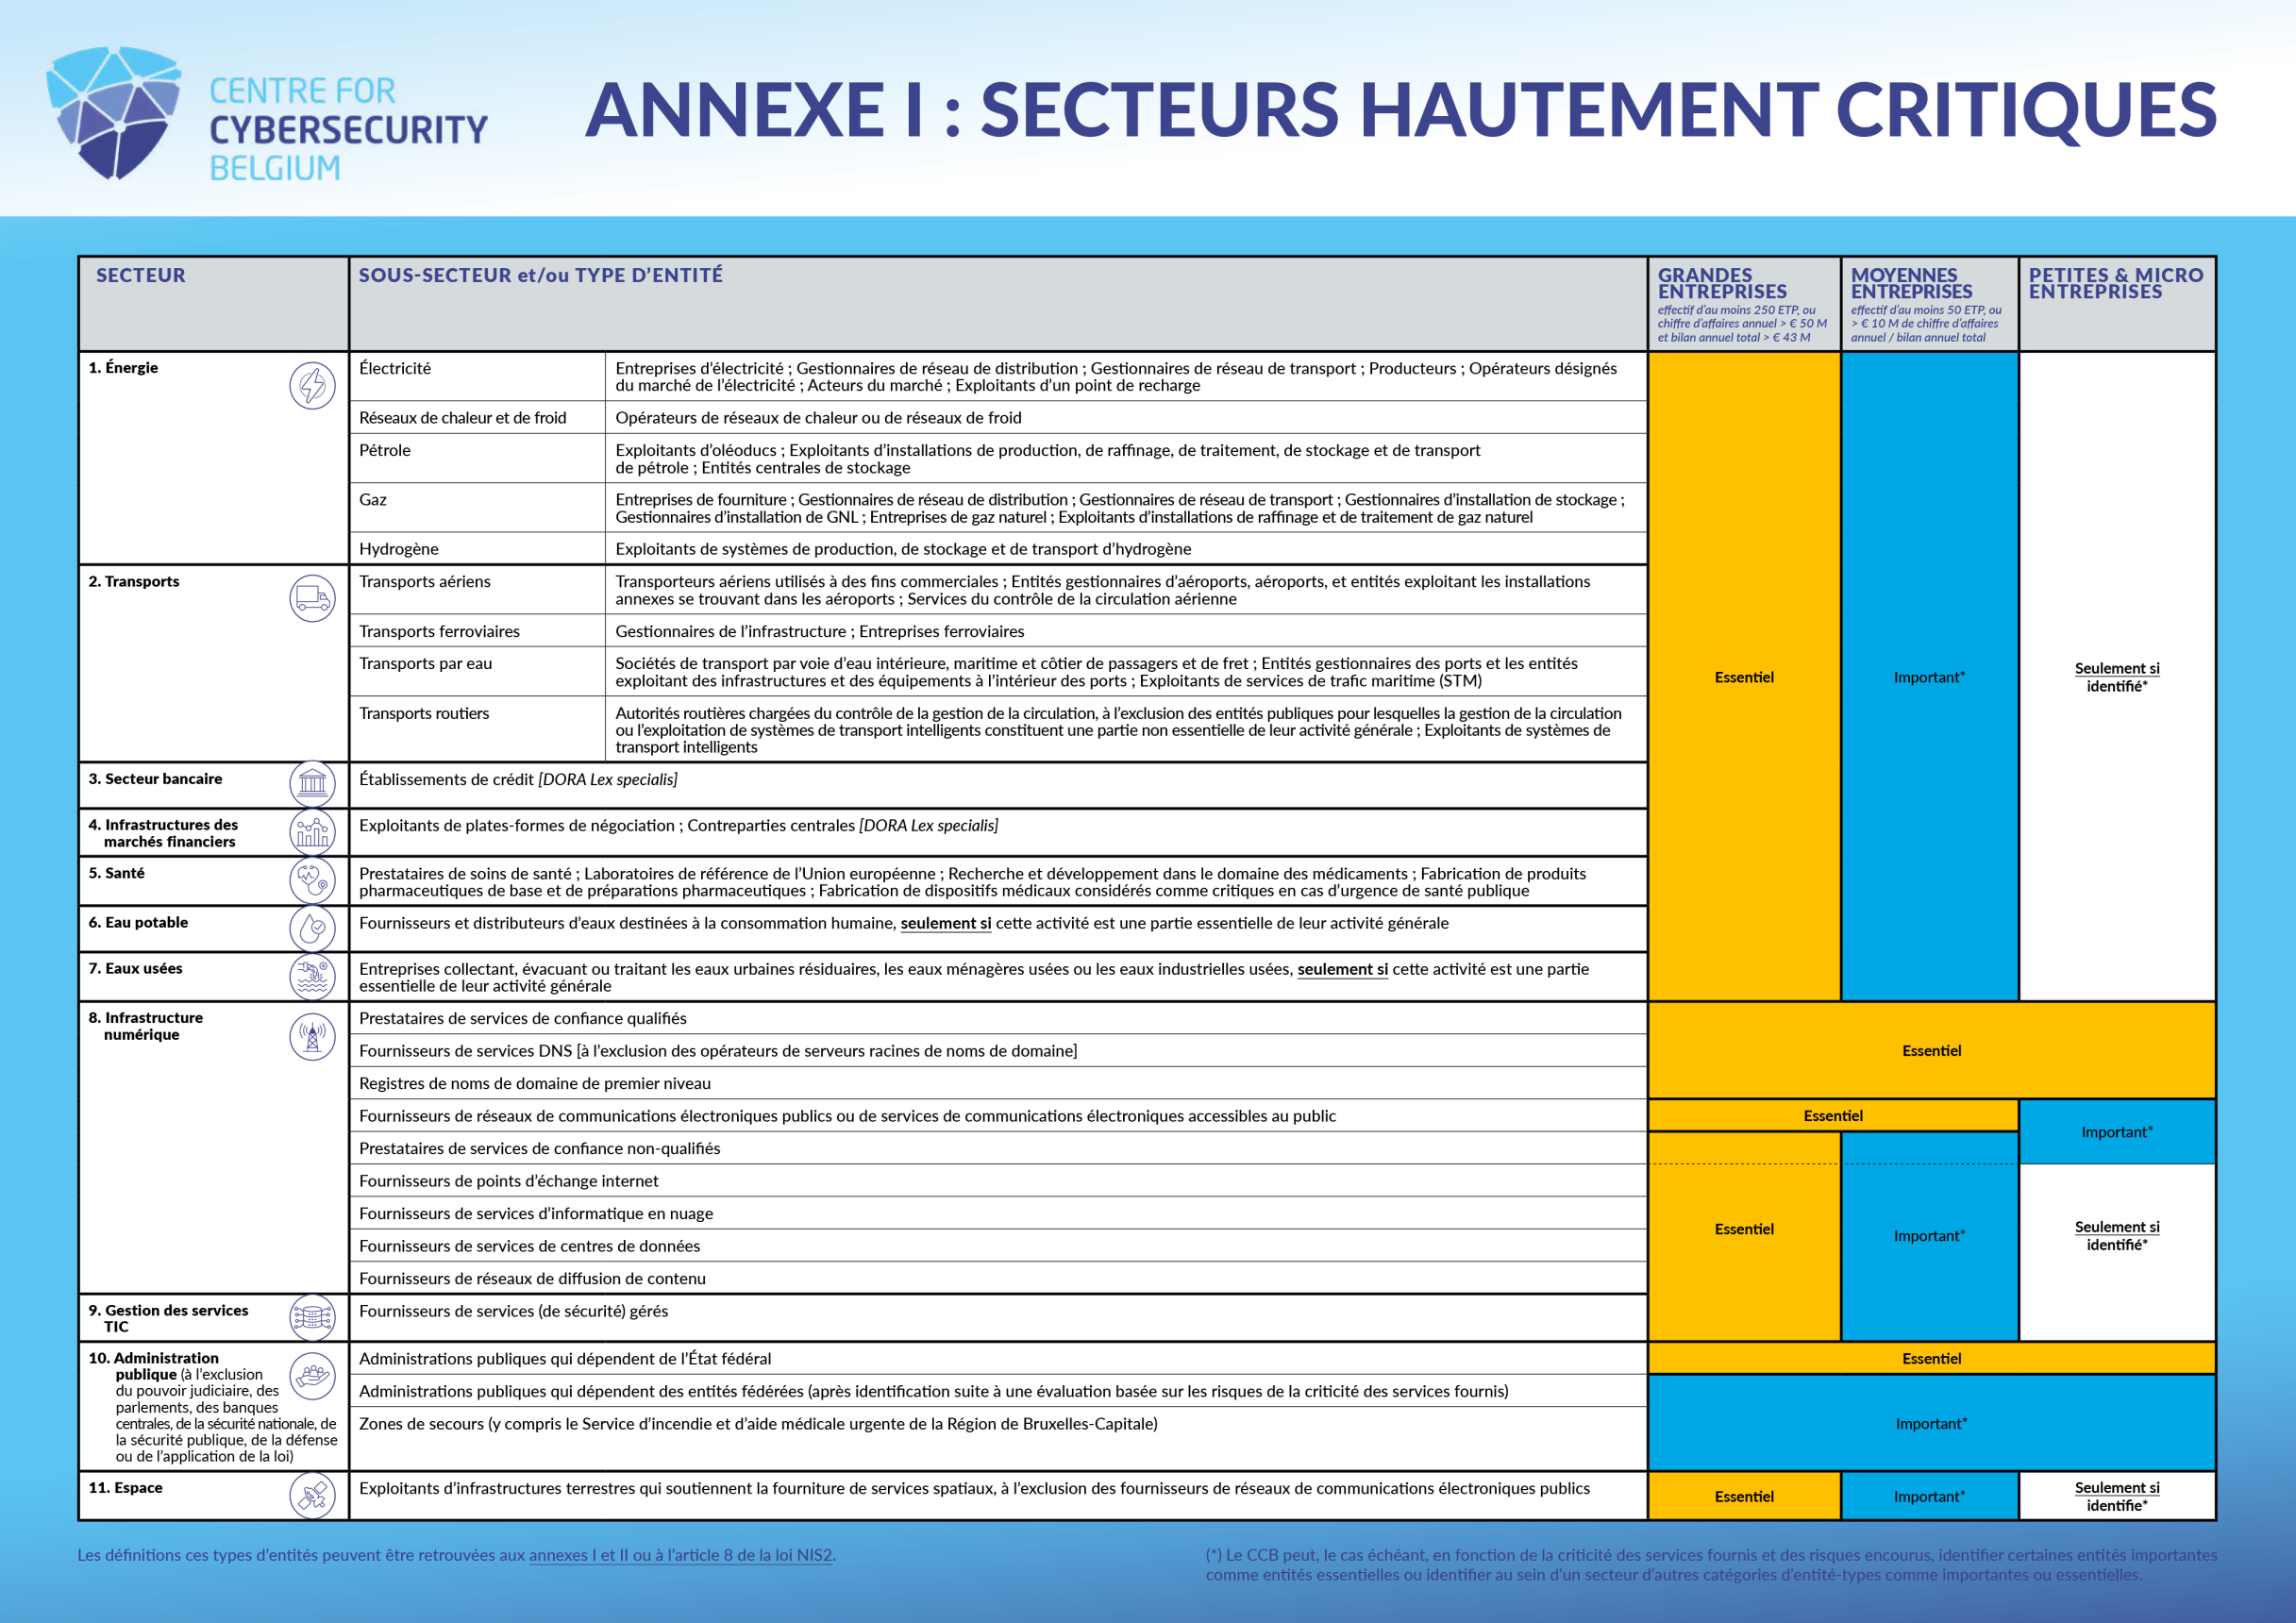 CENTRE FOR
CYBERSECURITY
BELGIUM
ANNEXE I : SECTEURS HAUTEMENT CRITIQUES
SECTEUR
SOUS-SECTEUR et/ou TYPE D’ENTITÉ
GRANDES
ENTREPRISES
effectif d’au moins 250 ETP, ou
chiffre d’affaires annuel > € 50 M
et bilan annuel total > € 43 M
MOYENNES
ENTREPRISES
effectif d’au moins 50 ETP, ou
> € 10 M de chiffre d’affaires
annuel / bilan annuel total
PETITES & MICRO
ENTREPRISES
1. Énergie
Électricité
Entreprises d’électricité ; Gestionnaires de réseau de distribution ; Gestionnaires de réseau de transport ; Producteurs ; Opérateurs désignés
du marché de l’électricité ; Acteurs du marché ; Exploitants d’un point de recharge
Réseaux de chaleur et de froid
Opérateurs de réseaux de chaleur ou de réseaux de froid
Pétrole
Exploitants d’oléoducs ; Exploitants d’installations de production, de raffinage, de traitement, de stockage et de transport
de pétrole ; Entités centrales de stockage
Gaz
Entreprises de fourniture ; Gestionnaires de réseau de distribution ; Gestionnaires de réseau de transport ; Gestionnaires d’installation de stockage ;
Gestionnaires d’installation de GNL ; Entreprises de gaz naturel ; Exploitants d’installations de raffinage et de traitement de gaz naturel
Hydrogène
Exploitants de systèmes de production, de stockage et de transport d’hydrogène
2. Transports
Transports aériens
Transporteurs aériens utilisés à des fins commerciales ; Entités gestionnaires d’aéroports, aéroports, et entités exploitant les installations
annexes se trouvant dans les aéroports ; Services du contrôle de la circulation aérienne
Transports ferroviaires
Gestionnaires de l’infrastructure ; Entreprises ferroviaires
Transports par eau
Sociétés de transport par voie d’eau intérieure, maritime et côtier de passagers et de fret ; Entités gestionnaires des ports et les entités
exploitant des infrastructures et des équipements à l’intérieur des ports ; Exploitants de services de trafic maritime (STM)
Transports routiers
Autorités routières chargées du contrôle de la gestion de la circulation, à l’exclusion des entités publiques pour lesquelles la gestion de la circulation
ou l’exploitation de systèmes de transport intelligents constituent une partie non essentielle de leur activité générale ; Exploitants de systèmes de
transport intelligents
Essentiel
Important*
Seulement si
identifié*
3. Secteur bancaire
Établissements de crédit [DORA Lex specialis]
4. Infrastructures des
marchés financiers
Exploitants de plates-formes de négociation ; Contreparties centrales [DORA Lex specialis]
5. Santé
Prestataires de soins de santé ; Laboratoires de référence de l’Union européenne ; Recherche et développement dans le domaine des médicaments ; Fabrication de produits
pharmaceutiques de base et de préparations pharmaceutiques ; Fabrication de dispositifs médicaux considérés comme critiques en cas d’urgence de santé publique
6. Eau potable
Fournisseurs et distributeurs d’eaux destinées à la consommation humaine, seulement si cette activité est une partie essentielle de leur activité générale
7. Eaux usées
Entreprises collectant, évacuant ou traitant les eaux urbaines résiduaires, les eaux ménagères usées ou les eaux industrielles usées, seulement si cette activité est une partie
essentielle de leur activité générale
8. Infrastructure
numérique
Prestataires de services de confiance qualifiés
Fournisseurs de services DNS [à l’exclusion des opérateurs de serveurs racines de noms de domaine]
Essentiel
Registres de noms de domaine de premier niveau
Fournisseurs de réseaux de communications électroniques publics ou de services de communications électroniques accessibles au public
Essentiel
Important*
Prestataires de services de confiance non-qualifiés
Fournisseurs de points d’échange internet
Fournisseurs de services d’informatique en nuage
Fournisseurs de services de centres de données
Fournisseurs de réseaux de diffusion de contenu
Essentiel
Important*
Seulement si
identifié*
9. Gestion des services
TIC
Fournisseurs de services (de sécurité) gérés
10. Administration
publique (à l’exclusion
du pouvoir judiciaire, des
parlements, des banques
centrales, de la sécurité nationale, de
la sécurité publique, de la défense
ou de l’application de la loi)
Administrations publiques qui dépendent de l’État fédéral
Essentiel
Administrations publiques qui dépendent des entités fédérées (après identification suite à une évaluation basée sur les risques de la criticité des services fournis)
Zones de secours (y compris le Service d’incendie et d’aide médicale urgente de la Région de Bruxelles-Capitale)
Important*
11. Espace
Exploitants d’infrastructures terrestres qui soutiennent la fourniture de services spatiaux, à l’exclusion des fournisseurs de réseaux de communications électroniques publics
Essentiel
Important*
Seulement si
identifie*
Les définitions ces types d’entités peuvent être retrouvées aux annexes I et II ou à l’article 8 de la loi NIS2.
(*) Le CCB peut, le cas échéant, en fonction de la criticité des services fournis et des risques encourus, identifier certaines entités importantes
comme entités essentielles ou identifier au sein d’un secteur d’autres catégories d’entité-types comme importantes ou essentielles.